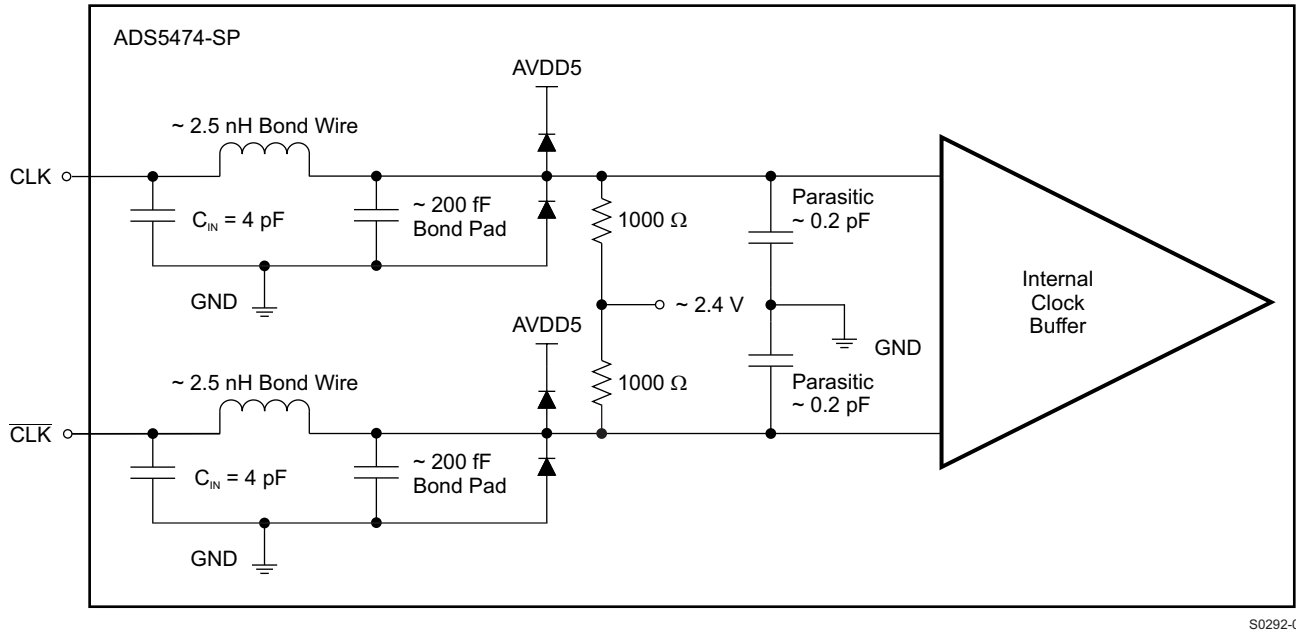 ADS5474-SP
AVDD5
~ 2.5 nH Bond Wire
CLK
C_IN = 4 pF
~ 200 fF
Bond Pad
1000 Ω
Parasitic
~ 0.2 pF
GND
~ 2.4 V
Internal
Clock
Buffer
AVDD5
GND
~ 2.5 nH Bond Wire
1000 Ω
Parasitic
~ 0.2 pF
C̅L̅K̅
C_IN = 4 pF
~ 200 fF
Bond Pad
GND
S0292-0